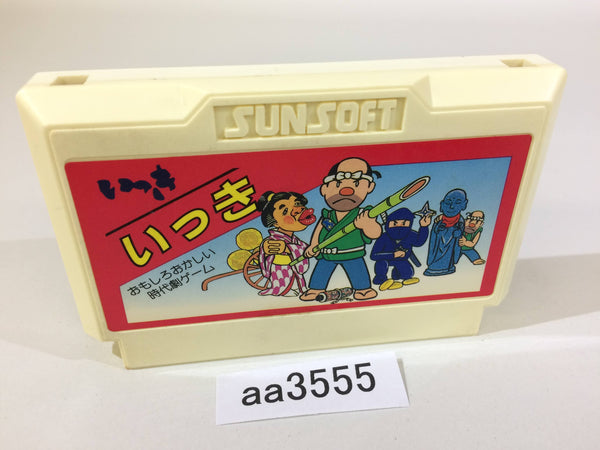 SUNSOFT
いっき
いっき
おもしろおかしい
時代劇ゲーム
aa3555